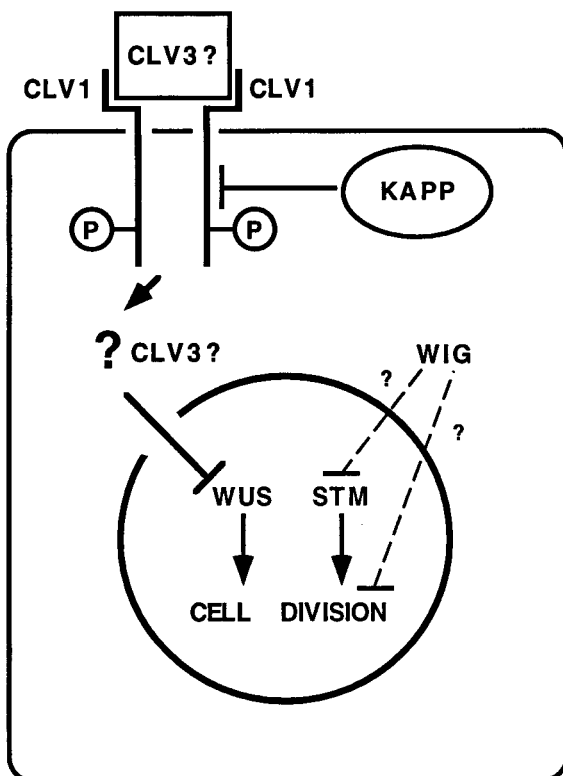 CLV3 ?
CLV1
CLV1
KAPP
P
P
? CLV3 ?
WIG
?
?
WUS
STM
CELL
DIVISION